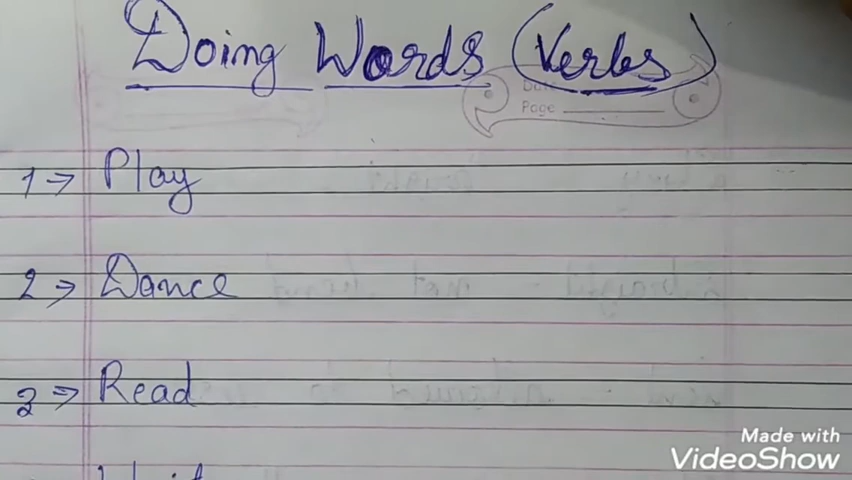 Doing Words (Verbs)
Date
Page
1 → Play
2 → Dance
3 → Read
Made with
VideoShow